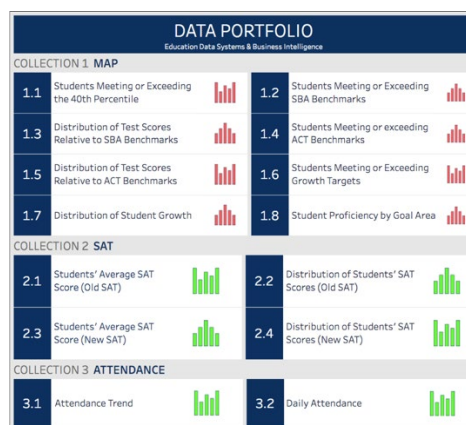 DATA PORTFOLIO
Education Data Systems & Business Intelligence
COLLECTION 1 MAP
1.1
Students Meeting or Exceeding
the 40th Percentile
1.2
Students Meeting or Exceeding
SBA Benchmarks
1.3
Distribution of Test Scores
Relative to SBA Benchmarks
1.4
Students Meeting or exceeding
ACT Benchmarks
1.5
Distribution of Test Scores
Relative to ACT Benchmarks
1.6
Students Meeting or Exceeding
Growth Targets
1.7
Distribution of Student Growth
1.8
Student Proficiency by Goal Area
COLLECTION 2 SAT
2.1
Students' Average SAT
Score (Old SAT)
2.2
Distribution of Students' SAT
Scores (Old SAT)
2.3
Students' Average SAT
Score (New SAT)
2.4
Distribution of Students' SAT
Scores (New SAT)
COLLECTION 3 ATTENDANCE
3.1
Attendance Trend
3.2
Daily Attendance